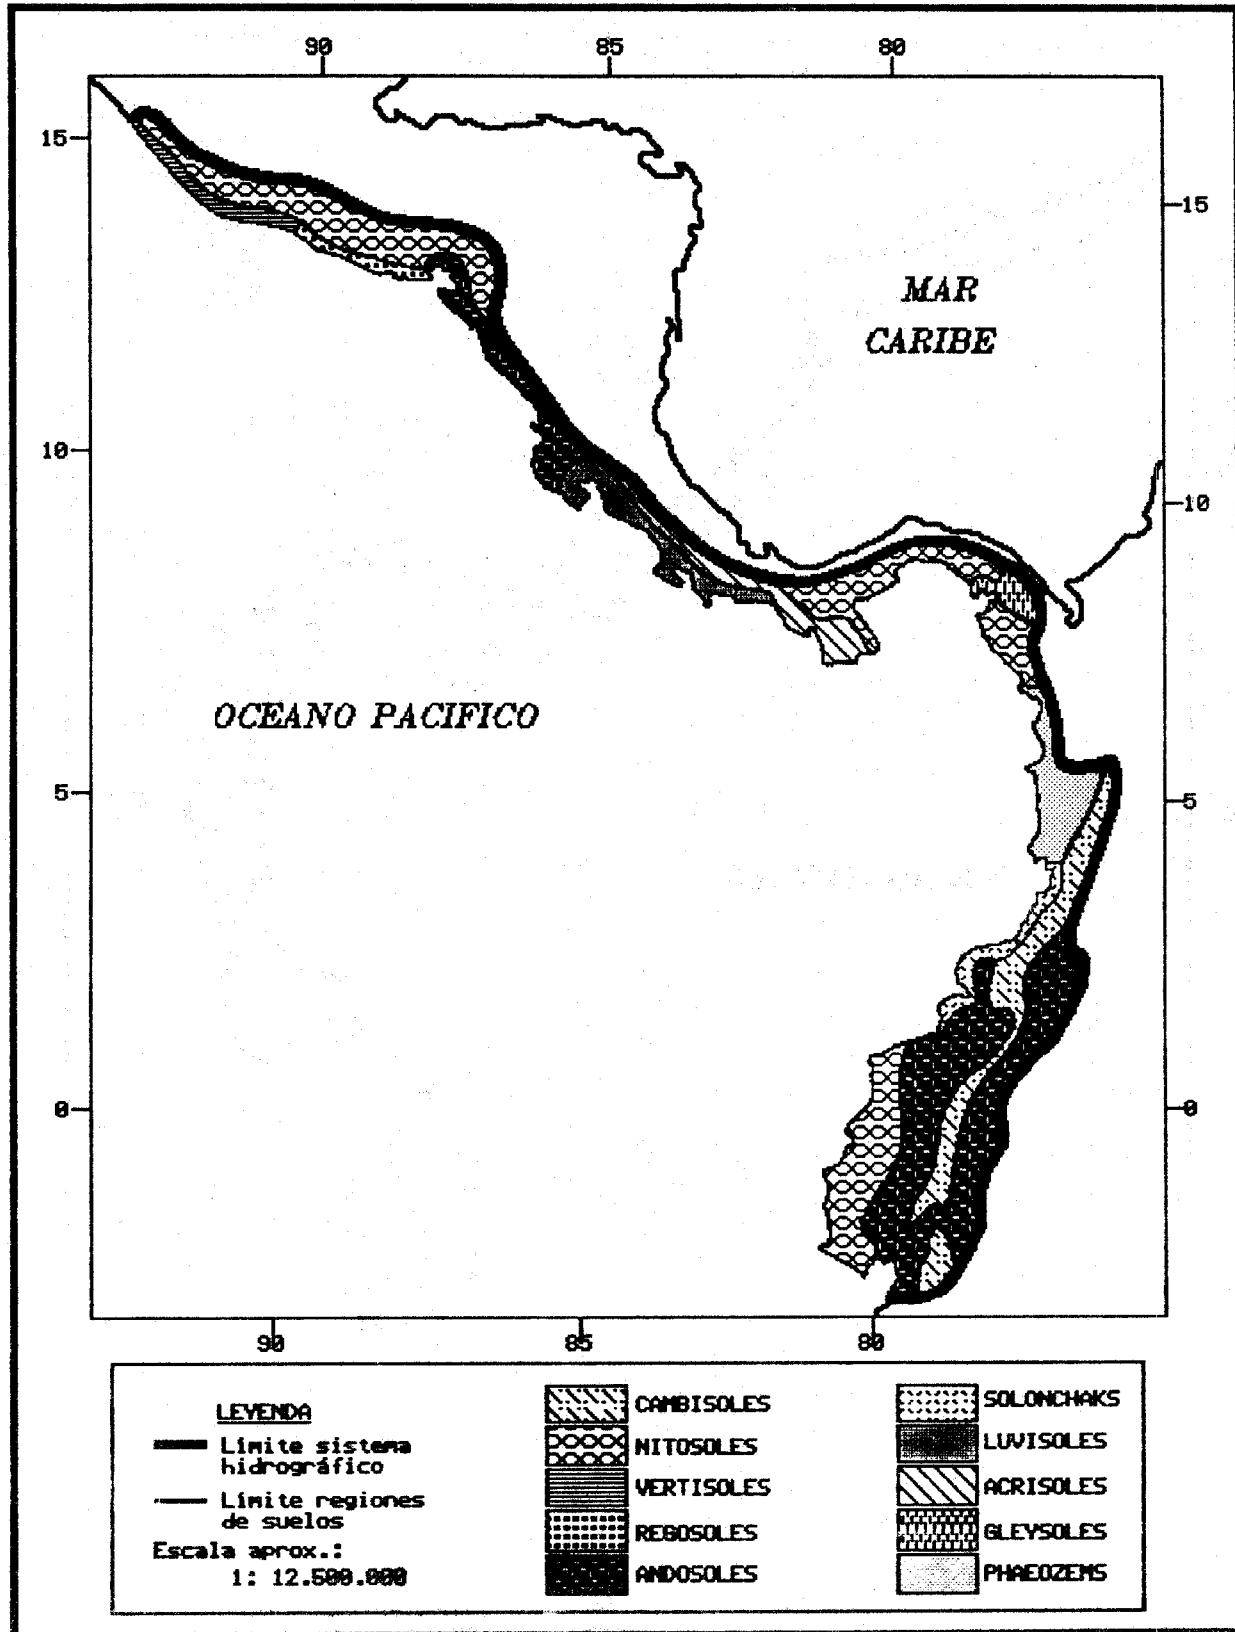 90 85 80
15
15
MAR
CARIBE
10
10
OCEANO PACIFICO
5
5
0
0
90 85 80
LEYENDA
Límite sistema
hidrográfico
Límite regiones
de suelos
Escala aprox.:
1: 12.500.000
CAMBISOLES
NITOSOLES
VERTISOLES
REGOSOLES
ANDOSOLES
SOLONCHAKS
LUVISOLES
ACRISOLES
GLEYSOLES
PHAEOZEMS